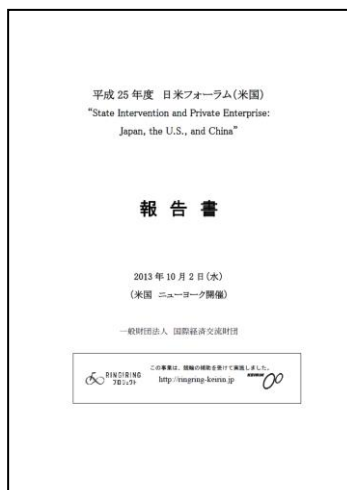 平成 25 年度 日米フォーラム(米国)
"State Intervention and Private Enterprise:
Japan, the U.S., and China"
報 告 書
2013 年 10 月 2 日(水)
(米国 ニューヨーク開催)
一般財団法人 国際経済交流財団
この事業は、競輪の補助を受けて実施しました。
RING!RING!
プロジェクト
http://ringring-keirin.jp